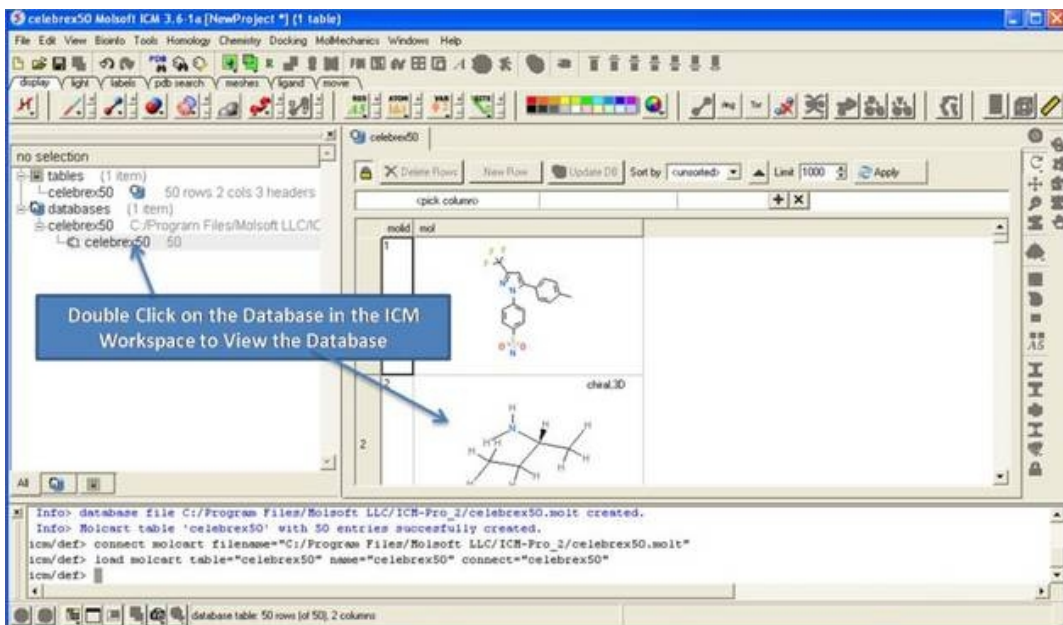 celebrex50 Molsoft ICM 3.6-1a [NewProject *] (1 table)
File Edit View Bioinfo Tools Homology Chemistry Docking MolMechanics Windows Help
display light labels pdb search meshes ligand movie
celebrex50
no selection
tables (1 item)
celebrex50 50 rows 2 cols 3 headers
databases (1 item)
celebrex50 C:/Program Files/Molsoft LLC/IC
celebrex50 50
Delete Rows New Row Update DB Sort by <unsorted> Limit 1000 Apply
<pick column>
molid mol
1
2 chiral,3D
2
Double Click on the Database in the ICM
Workspace to View the Database
All
Info> database file C:/Program Files/Molsoft LLC/ICM-Pro_2/celebrex50.molt created.
Info> Molcart table 'celebrex50' with 50 entries succesfully created.
icm/def> connect molcart filename="C:/Program Files/Molsoft LLC/ICM-Pro_2/celebrex50.molt"
icm/def> load molcart table="celebrex50" name="celebrex50" connect="celebrex50"
icm/def>
database table: 50 rows (of 50), 2 columns